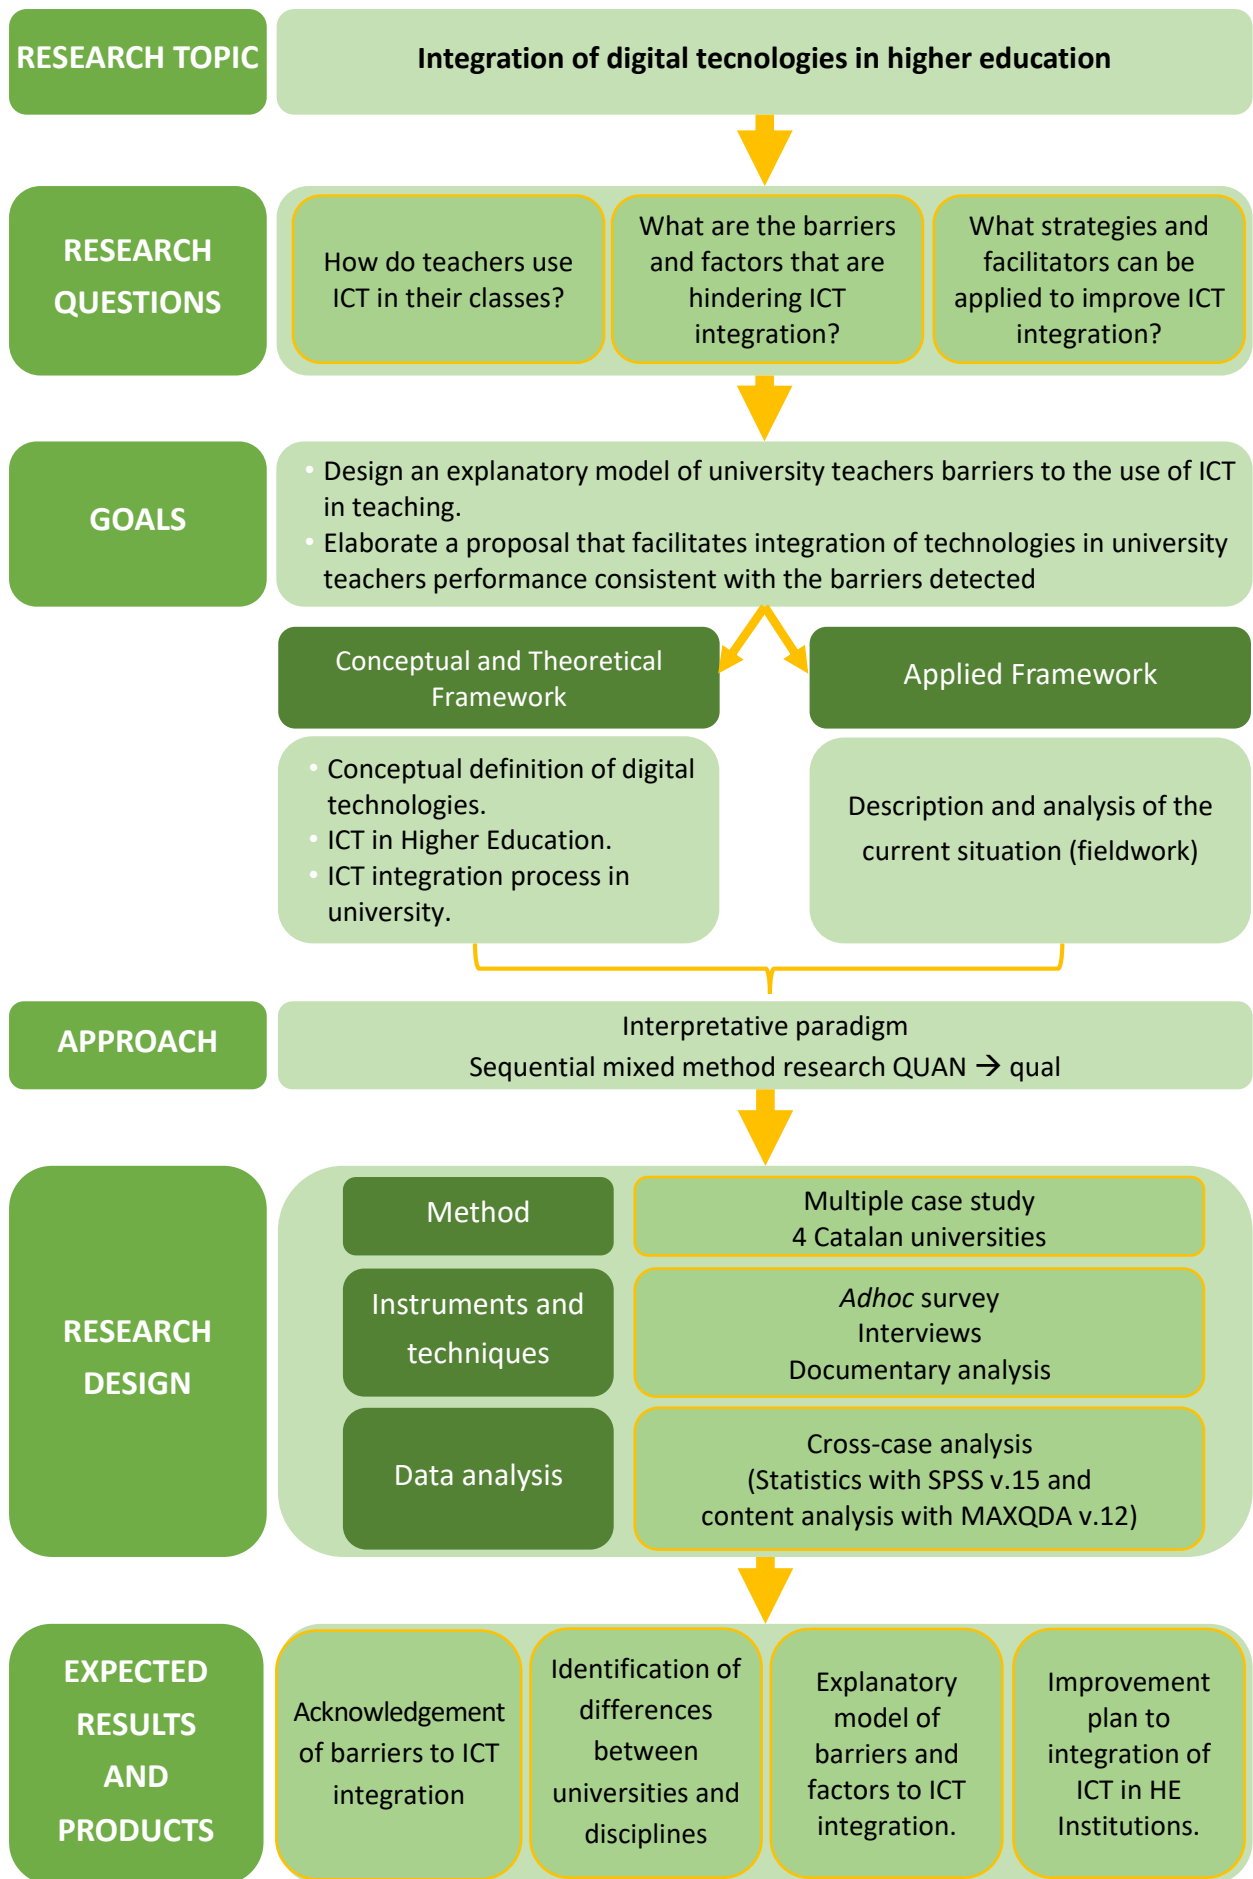 RESEARCH TOPIC
Integration of digital tecnologies in higher education
RESEARCH
QUESTIONS
How do teachers use
ICT in their classes?
What are the barriers
and factors that are
hindering ICT
integration?
What strategies and
facilitators can be
applied to improve ICT
integration?
GOALS
• Design an explanatory model of university teachers barriers to the use of ICT
in teaching.
• Elaborate a proposal that facilitates integration of technologies in university
teachers performance consistent with the barriers detected
Conceptual and Theoretical
Framework
• Conceptual definition of digital
technologies.
• ICT in Higher Education.
• ICT integration process in
university.
Applied Framework
Description and analysis of the
current situation (fieldwork)
APPROACH
Interpretative paradigm
Sequential mixed method research QUAN → qual
RESEARCH
DESIGN
Method
Multiple case study
4 Catalan universities
Instruments and
techniques
Adhoc survey
Interviews
Documentary analysis
Data analysis
Cross-case analysis
(Statistics with SPSS v.15 and
content analysis with MAXQDA v.12)
EXPECTED
RESULTS
AND
PRODUCTS
Acknowledgement
of barriers to ICT
integration
Identification of
differences
between
universities and
disciplines
Explanatory
model of
barriers and
factors to ICT
integration.
Improvement
plan to
integration of
ICT in HE
Institutions.